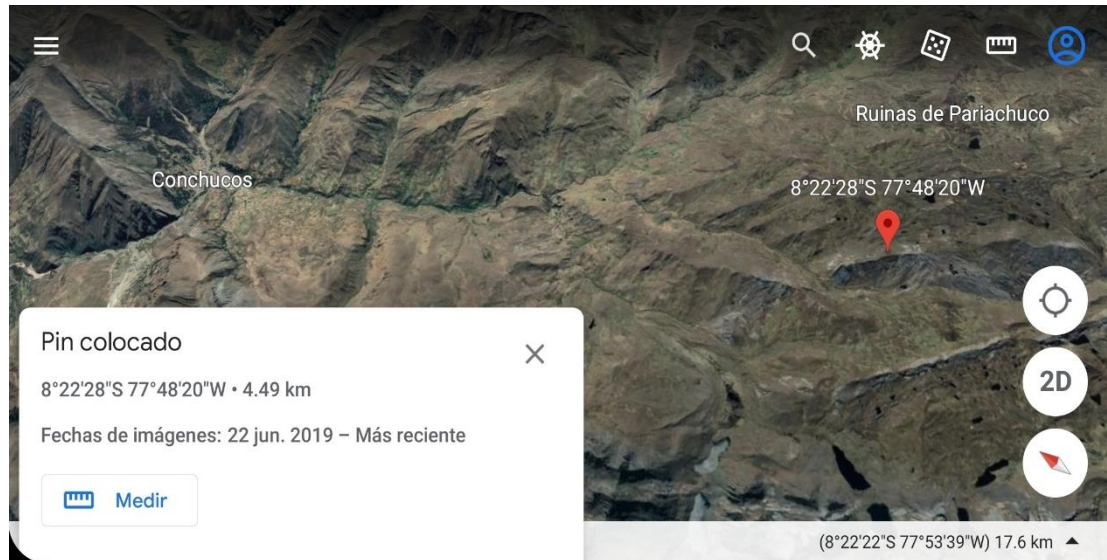 Ruinas de Pariachuco
Conchucos
8°22'28"S 77°48'20"W
Pin colocado
8°22'28"S 77°48'20"W • 4.49 km
Fechas de imágenes: 22 jun. 2019 – Más reciente
Medir
2D
(8°22'22"S 77°53'39"W) 17.6 km